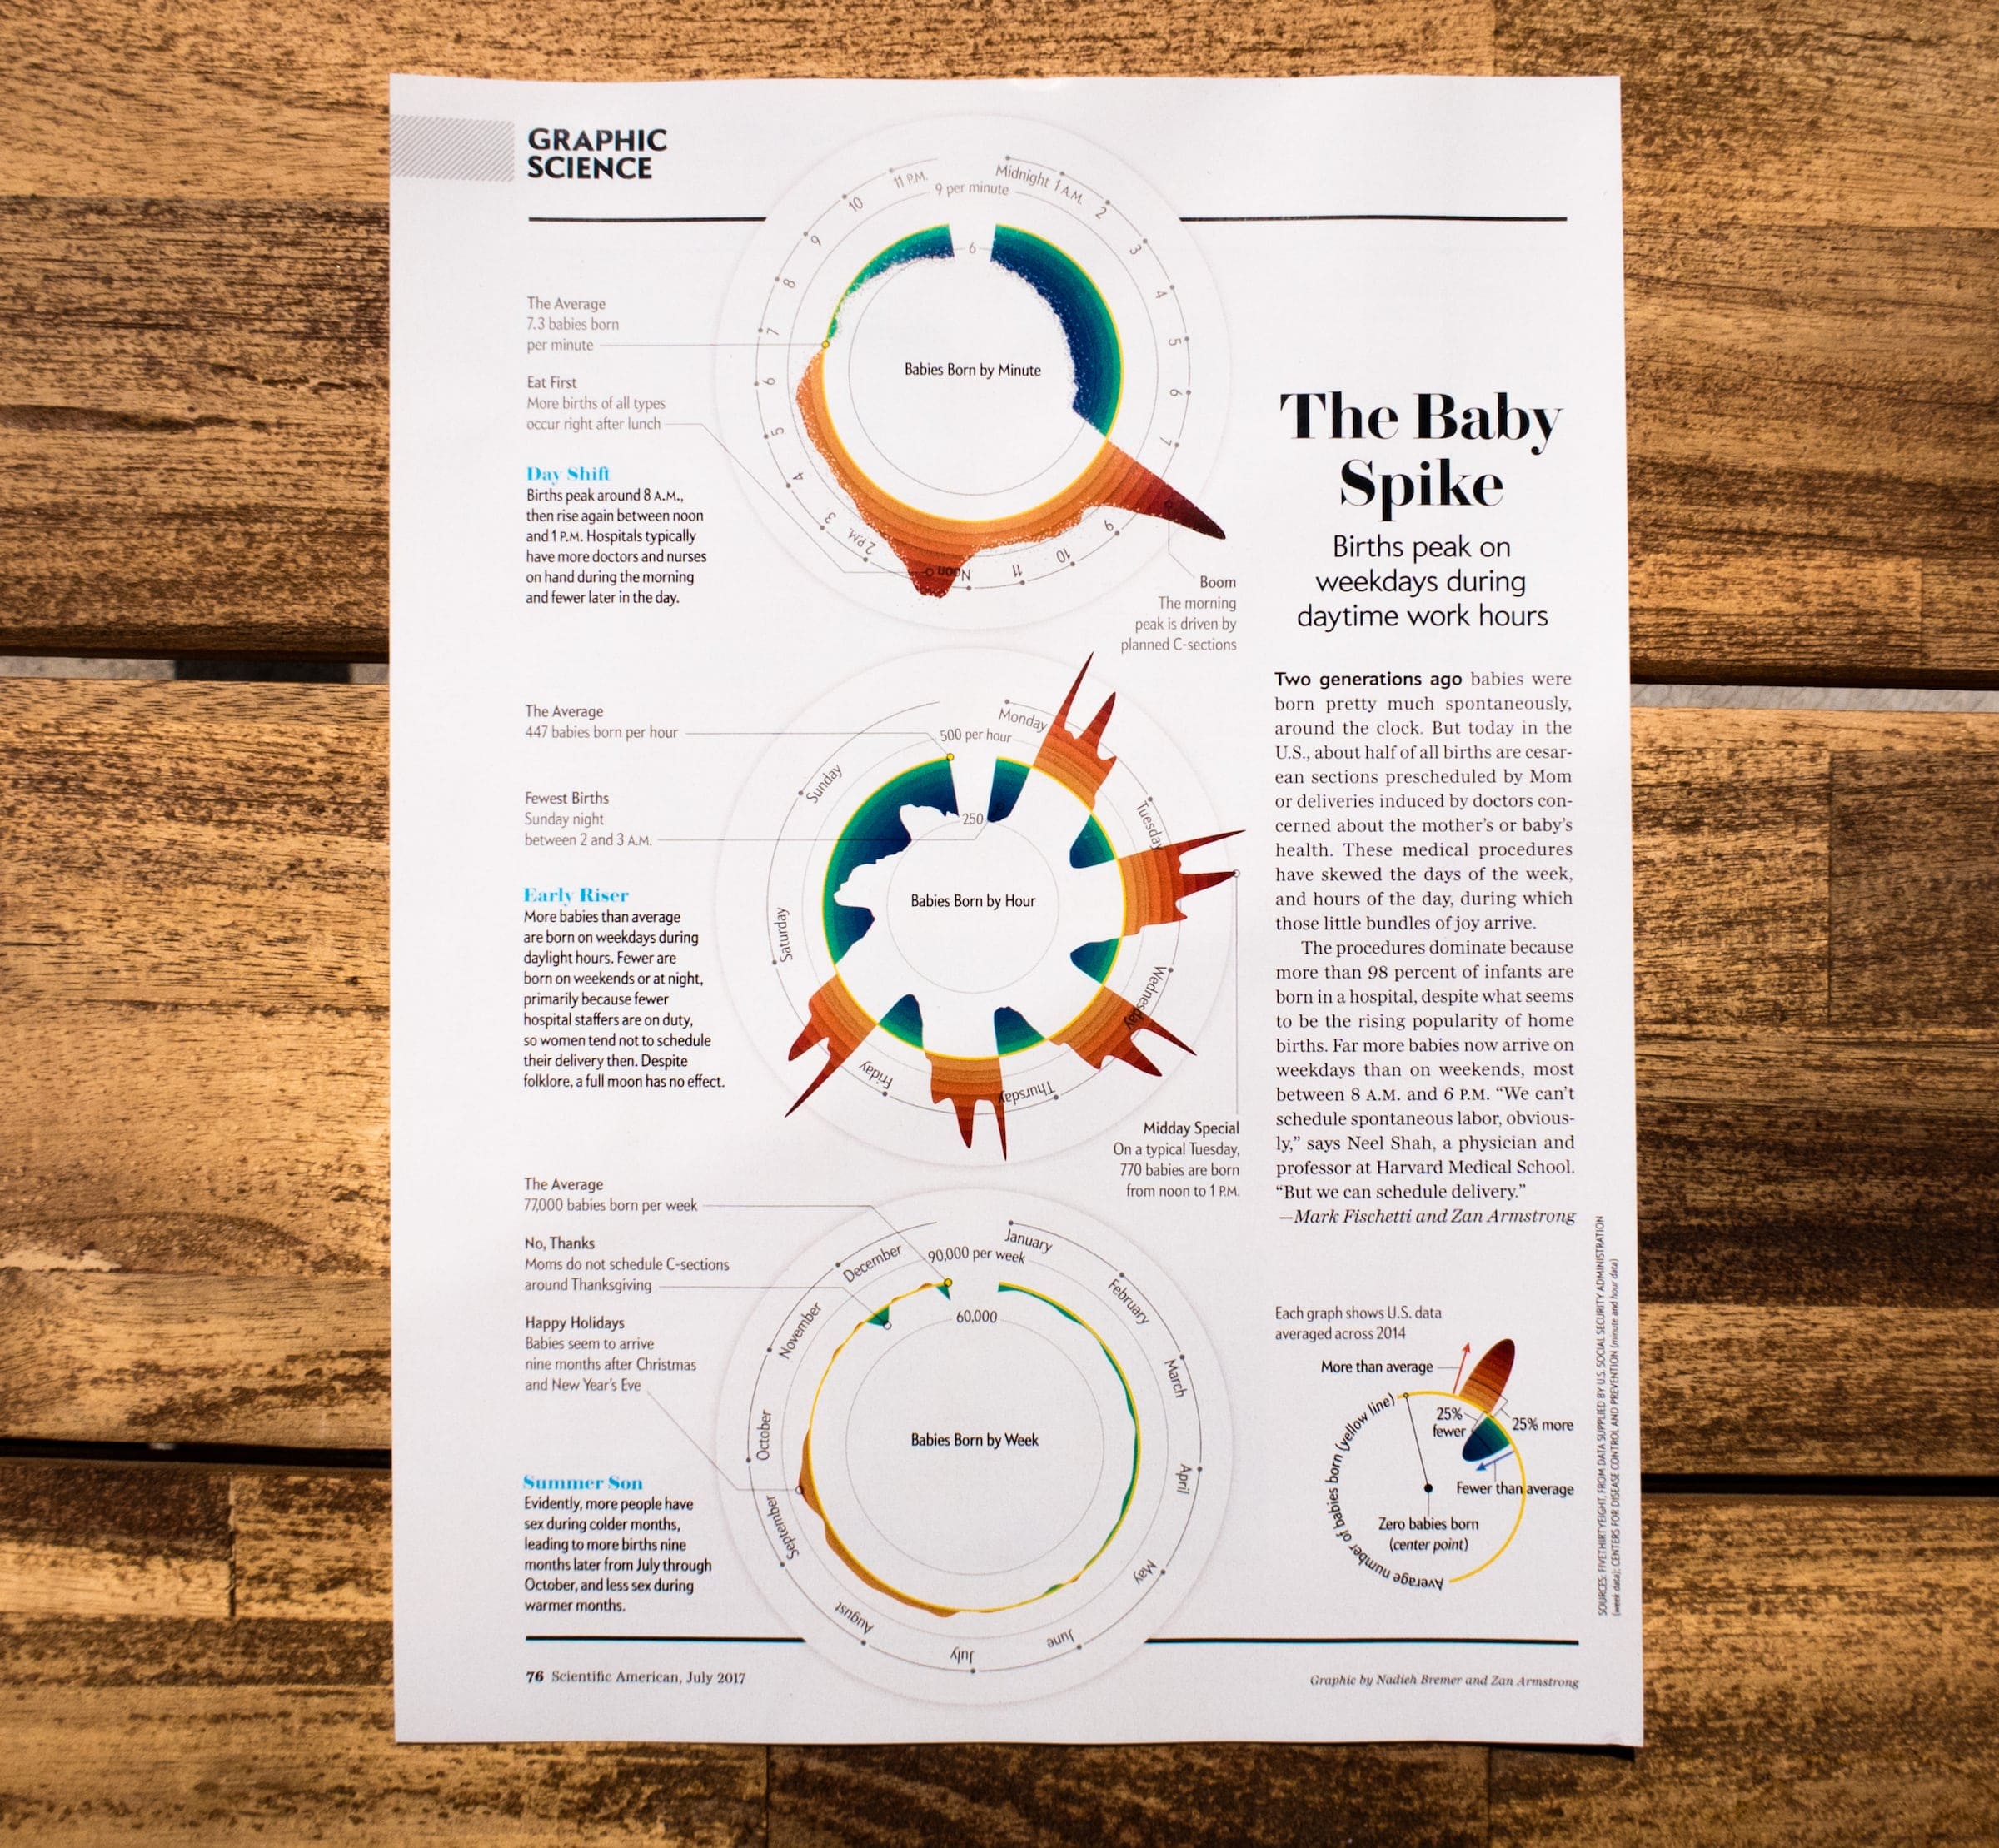 GRAPHIC
SCIENCE
Midnight
1 A.M.
2
3
4
5
6
7
9
10
11
Noon
2 P.M.
3
4
5
6
7
8
9
10
11 P.M.
9 per minute
6
Babies Born by Minute
The Average
7.3 babies born
per minute
Eat First
More births of all types
occur right after lunch
Day Shift
Births peak around 8 A.M.,
then rise again between noon
and 1 P.M. Hospitals typically
have more doctors and nurses
on hand during the morning
and fewer later in the day.
Boom
The morning
peak is driven by
planned C-sections
The Average
447 babies born per hour
Fewest Births
Sunday night
between 2 and 3 A.M.
Early Riser
More babies than average
are born on weekdays during
daylight hours. Fewer are
born on weekends or at night,
primarily because fewer
hospital staffers are on duty,
so women tend not to schedule
their delivery then. Despite
folklore, a full moon has no effect.
Monday
Tuesday
Wednesday
Thursday
Friday
Saturday
Sunday
500 per hour
250
Babies Born by Hour
Midday Special
On a typical Tuesday,
770 babies are born
from noon to 1 P.M.
The Average
77,000 babies born per week
No, Thanks
Moms do not schedule C-sections
around Thanksgiving
Happy Holidays
Babies seem to arrive
nine months after Christmas
and New Year's Eve
Summer Son
Evidently, more people have
sex during colder months,
leading to more births nine
months later from July through
October, and less sex during
warmer months.
January
February
March
April
May
June
July
August
September
October
November
December
90,000 per week
60,000
Babies Born by Week
The Baby
Spike
Births peak on
weekdays during
daytime work hours
Two generations ago babies were
born pretty much spontaneously,
around the clock. But today in the
U.S., about half of all births are cesar-
ean sections prescheduled by Mom
or deliveries induced by doctors con-
cerned about the mother's or baby's
health. These medical procedures
have skewed the days of the week,
and hours of the day, during which
those little bundles of joy arrive.
The procedures dominate because
more than 98 percent of infants are
born in a hospital, despite what seems
to be the rising popularity of home
births. Far more babies now arrive on
weekdays than on weekends, most
between 8 A.M. and 6 P.M. “We can't
schedule spontaneous labor, obvious-
ly,” says Neel Shah, a physician and
professor at Harvard Medical School.
“But we can schedule delivery.”
—Mark Fischetti and Zan Armstrong
Each graph shows U.S. data
averaged across 2014
More than average
25%
fewer
25% more
Fewer than average
Zero babies born
(center point)
Average number of babies born (yellow line)
SOURCES: FIVETHIRTYEIGHT, FROM DATA SUPPLIED BY U.S. SOCIAL SECURITY ADMINISTRATION
(week data); CENTERS FOR DISEASE CONTROL AND PREVENTION (minute and hour data)
76 Scientific American, July 2017
Graphic by Nadieh Bremer and Zan Armstrong